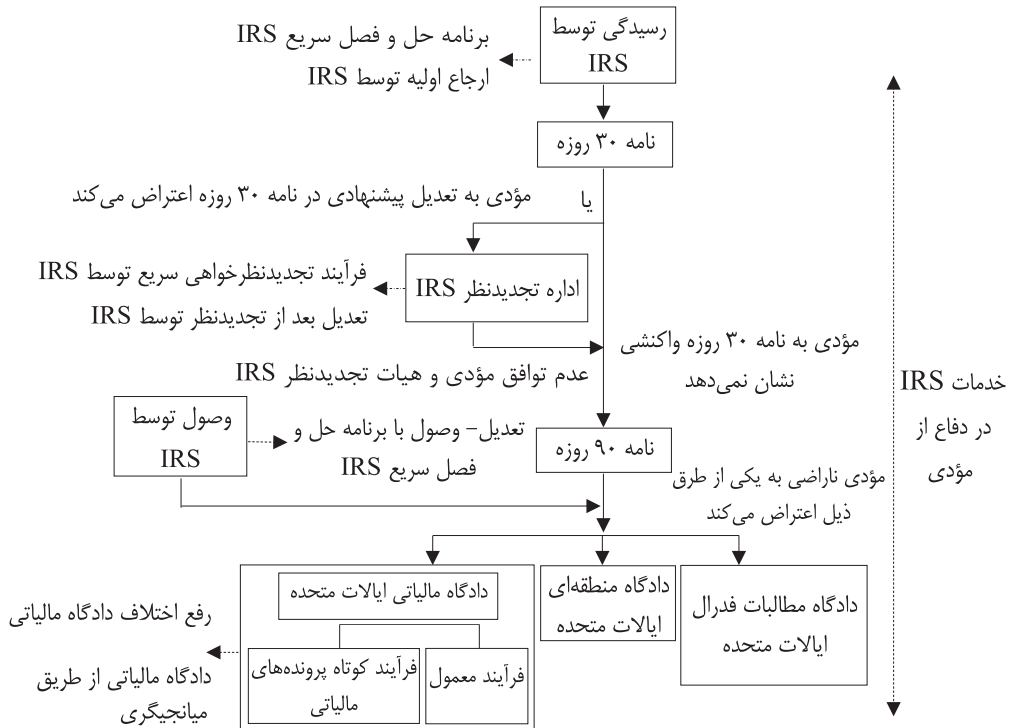 رسیدگی توسط
IRS
برنامه حل و فصل سریع IRS
ارجاع اولیه توسط IRS
نامه ۳۰ روزه
یا
مؤدی به تعدیل پیشنهادی در نامه ۳۰ روزه اعتراض می‌کند
اداره تجدیدنظر IRS
فرآیند تجدیدنظرخواهی سریع توسط IRS
تعدیل بعد از تجدیدنظر توسط IRS
مؤدی به نامه ۳۰ روزه واکنشی
نشان نمی‌دهد
عدم توافق مؤدی و هیات تجدیدنظر IRS
خدمات IRS
در دفاع از
مؤدی
نامه ۹۰ روزه
تعدیل– وصول با برنامه حل و
فصل سریع IRS
وصول توسط
IRS
مؤدی ناراضی به یکی از طرق
ذیل اعتراض می‌کند
دادگاه مطالبات فدرال
ایالات متحده
دادگاه منطقه‌ای
ایالات متحده
دادگاه مالیاتی ایالات متحده
فرآیند معمول
فرآیند کوتاه پرونده‌های
مالیاتی
رفع اختلاف دادگاه مالیاتی
دادگاه مالیاتی از طریق
میانجیگری